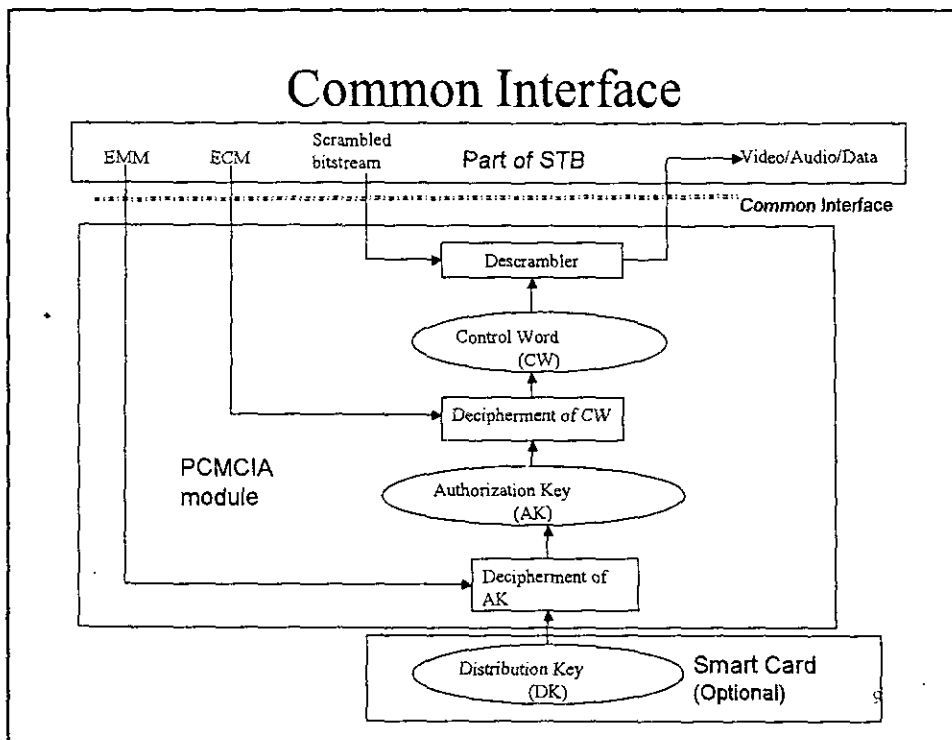 Common Interface
EMM
ECM
Scrambled
bitstream
Part of STB
Video/Audio/Data
Common Interface
Descrambler
Control Word
(CW)
Decipherment of CW
PCMCIA
module
Authorization Key
(AK)
Decipherment of
AK
Distribution Key
(DK)
Smart Card
(Optional)
9